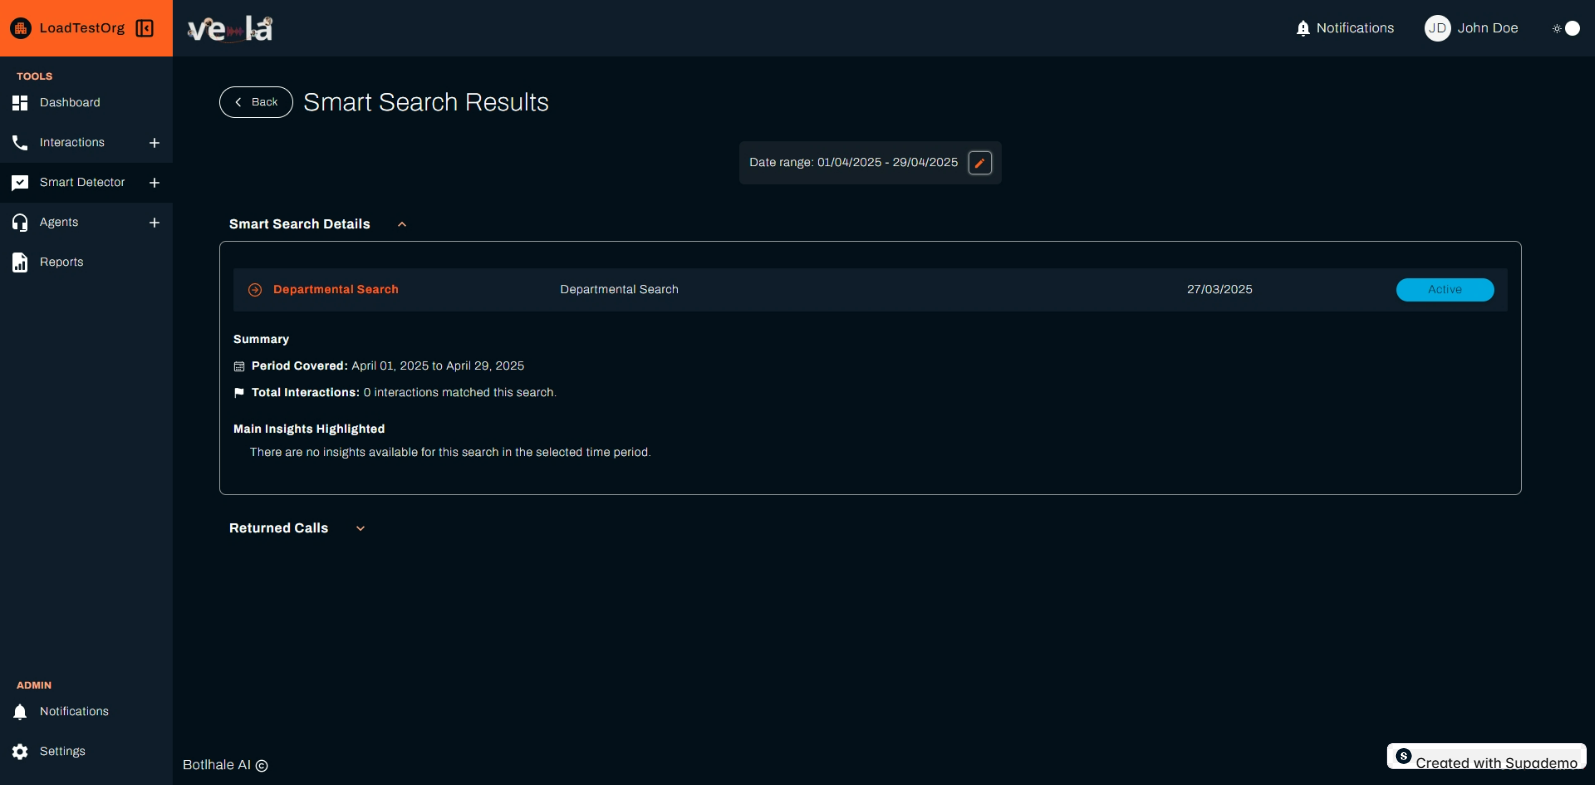 LoadTestOrg
vela
Notifications
JD John Doe
TOOLS
Dashboard
Interactions +
Smart Detector +
Agents +
Reports
Back
Smart Search Results
Date range: 01/04/2025 - 29/04/2025
Smart Search Details
Departmental Search Departmental Search 27/03/2025 Active
Summary
Period Covered: April 01, 2025 to April 29, 2025
Total Interactions: 0 interactions matched this search.
Main Insights Highlighted
There are no insights available for this search in the selected time period.
Returned Calls
ADMIN
Notifications
Settings
Botlhale AI ©
S Created with Supademo